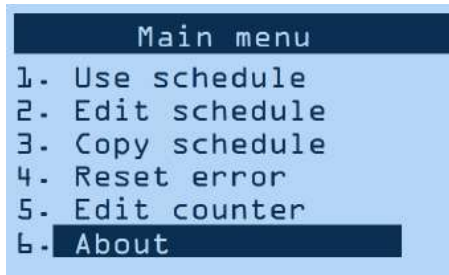 Main menu
1. Use schedule
2. Edit schedule
3. Copy schedule
4. Reset error
5. Edit counter
6. About